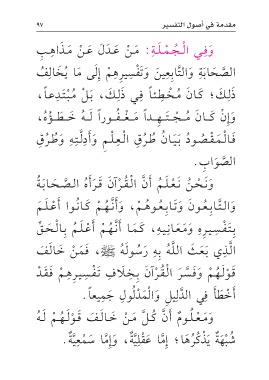 مقدمة في أصول التفسير ٩٧
وَفِي الْجُمْلَةِ: مَنْ عَدَلَ عَنْ مَذَاهِبِ
الصَّحَابَةِ وَالتَّابِعِينَ وَتَفْسِيرِهِمْ إِلَى مَا يُخَالِفُ
ذَلِكَ؛ كَانَ مُخْطِئاً فِي ذَلِكَ، بَلْ مُبْتَدِعاً،
وَإِنْ كَانَ مُجْتَهِداً مَغْفُوراً لَهُ خَطَؤُهُ،
فَالْمَقْصُودُ بَيَانُ طُرُقِ الْعِلْمِ وَأَدِلَّتِهِ وَطُرُقِ
الصَّوَابِ.
وَنَحْنُ نَعْلَمُ أَنَّ الْقُرْآنَ قَرَأَهُ الصَّحَابَةُ
وَالتَّابِعُونَ وَتَابِعُوهُمْ، وَأَنَّهُمْ كَانُوا أَعْلَمَ
بِتَفْسِيرِهِ وَمَعَانِيهِ، كَمَا أَنَّهُمْ أَعْلَمُ بِالْحَقِّ
الَّذِي بَعَثَ اللَّهُ بِهِ رَسُولَهُ ﷺ، فَمَنْ خَالَفَ
قَوْلَهُمْ وَفَسَّرَ الْقُرْآنَ بِخِلَافِ تَفْسِيرِهِمْ فَقَدْ
أَخْطَأَ فِي الدَّلِيلِ وَالْمَدْلُولِ جَمِيعاً.
وَمَعْلُومٌ أَنَّ كُلَّ مَنْ خَالَفَ قَوْلَهُمْ لَهُ
شُبْهَةٌ يَذْكُرُهَا؛ إِمَّا عَقْلِيَّةٌ، وَإِمَّا سَمْعِيَّةٌ.